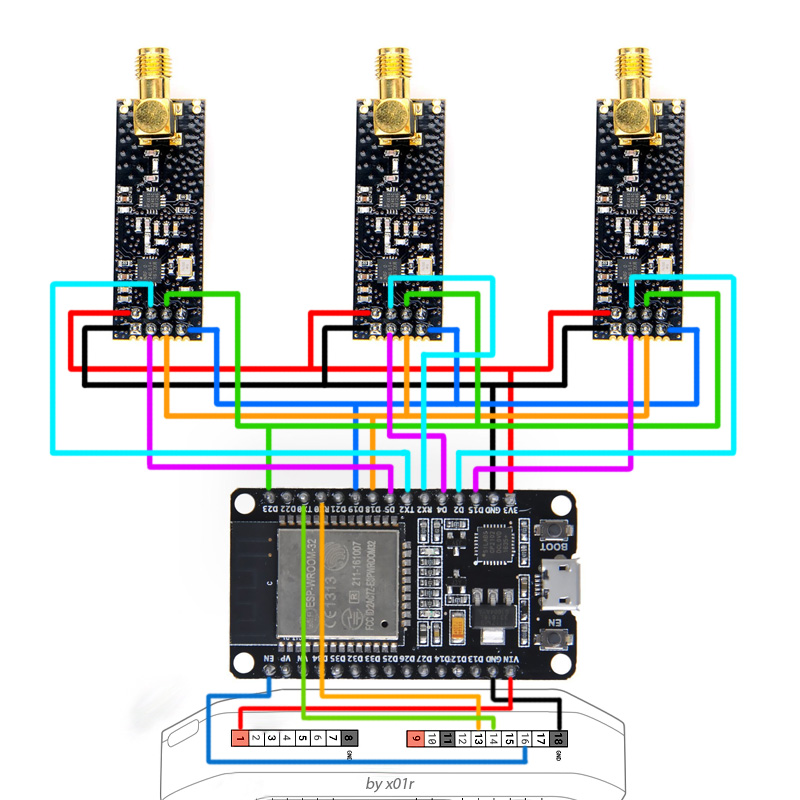 D23 D22 TX0 RX0 D21 D19 D18 D5 TX2 RX2 D4 D2 D15 GND 3V3
BOOT
ESP-WROOM-32
CE1313
211-161007
FCC ID:2AC7Z-ESPWROOM32
EN
EN VP VN D34 D35 D32 D33 D25 D26 D27 D14 D12 D13 GND VIN
1 2 3 4 5 6 7 8
9 10 11 12 13 14 15 16 17 18
GND
GND
by x01r